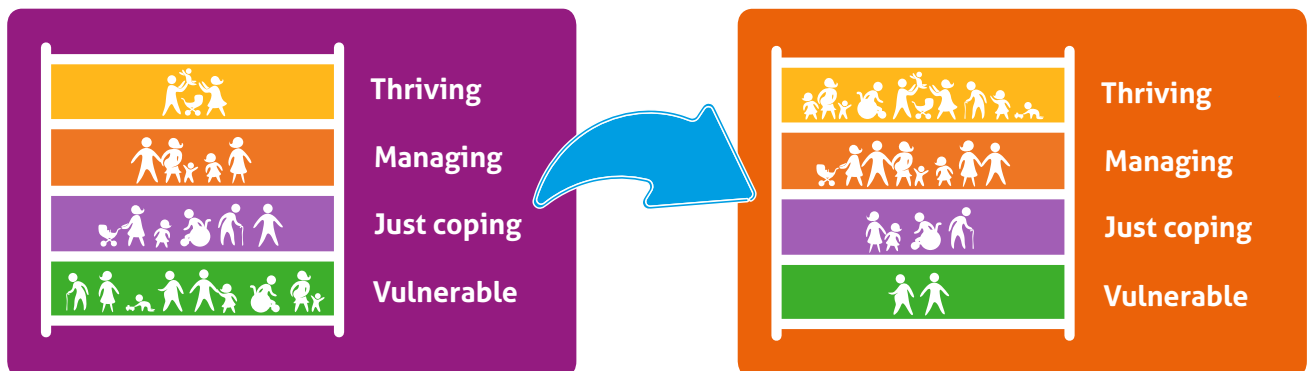 Thriving
Managing
Just coping
Vulnerable
Thriving
Managing
Just coping
Vulnerable